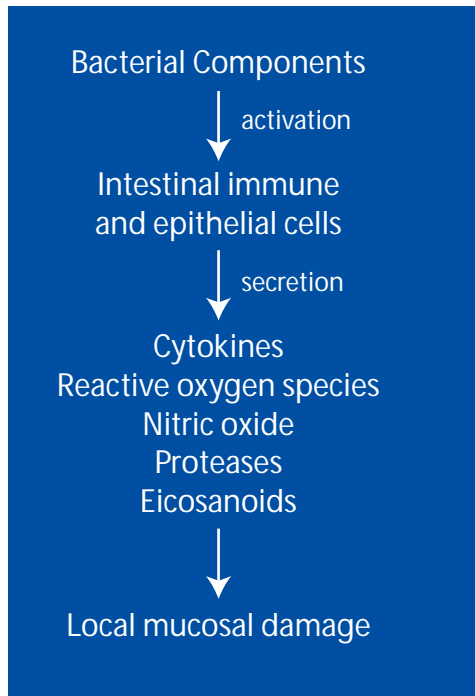 Bacterial Components
activation
Intestinal immune
and epithelial cells
secretion
Cytokines
Reactive oxygen species
Nitric oxide
Proteases
Eicosanoids
Local mucosal damage